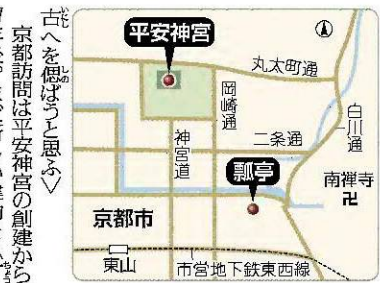 平安神宮
丸太町通
岡崎通
白川通
神宮道
二条通
瓢亭
南禅寺
卍
京都市
東山
市営地下鉄東西線
古へを偲ばうと思ふ〉
京都訪問は平安神宮の創建から